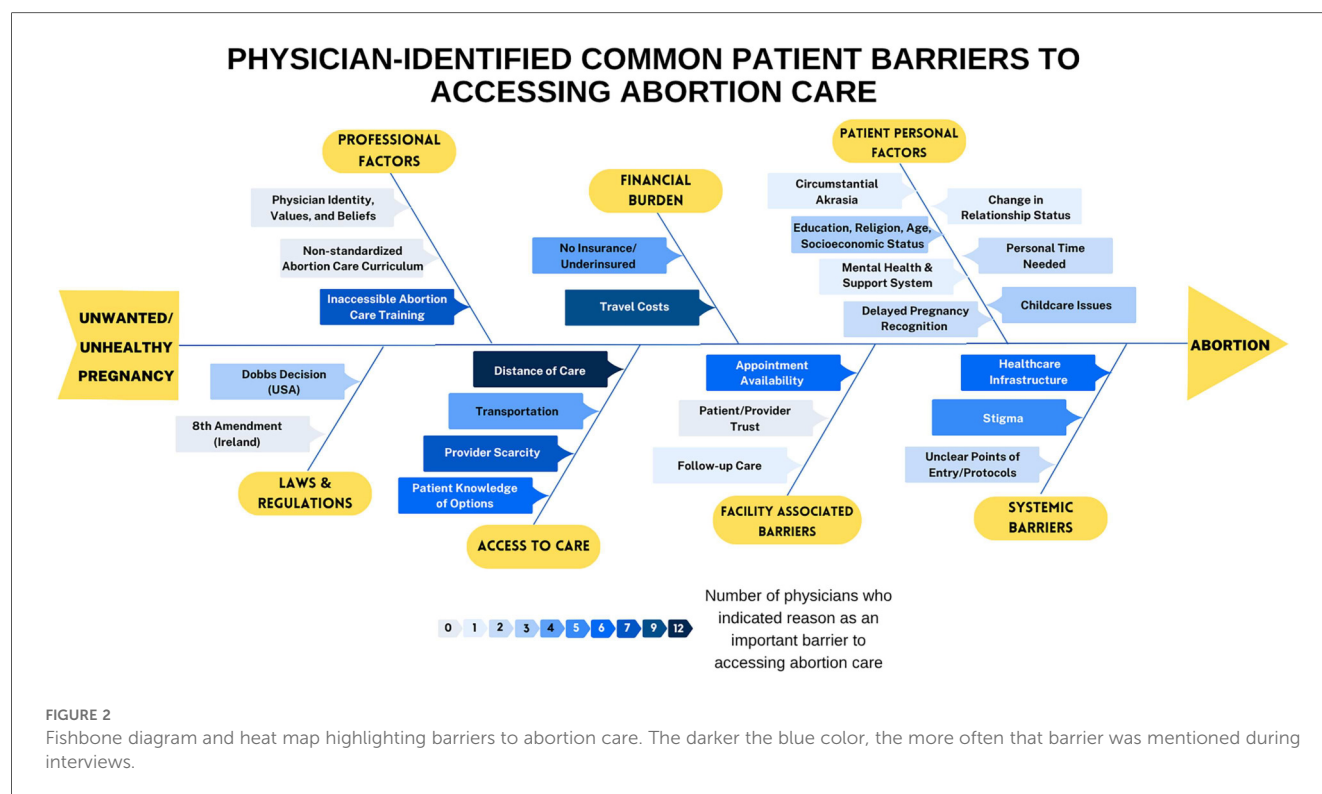 PHYSICIAN-IDENTIFIED COMMON PATIENT BARRIERS TO
ACCESSING ABORTION CARE
PROFESSIONAL
FACTORS
Physician Identity,
Values, and Beliefs
Non-standardized
Abortion Care Curriculum
Inaccessible Abortion
Care Training
FINANCIAL
BURDEN
No Insurance/
Underinsured
Travel Costs
PATIENT PERSONAL
FACTORS
Circumstantial
Akrasia
Education, Religion, Age,
Socioeconomic Status
Mental Health &
Support System
Delayed Pregnancy
Recognition
Change in
Relationship Status
Personal Time
Needed
Childcare Issues
UNWANTED/
UNHEALTHY
PREGNANCY
ABORTION
Dobbs Decision
(USA)
8th Amendment
(Ireland)
LAWS &
REGULATIONS
Distance of Care
Transportation
Provider Scarcity
Patient Knowledge
of Options
ACCESS TO CARE
Appointment
Availability
Patient/Provider
Trust
Follow-up Care
FACILITY ASSOCIATED
BARRIERS
Healthcare
Infrastructure
Stigma
Unclear Points of
Entry/Protocols
SYSTEMIC
BARRIERS
0 1 2 3 4 5 6 7 9 12
Number of physicians who
indicated reason as an
important barrier to
accessing abortion care
FIGURE 2
Fishbone diagram and heat map highlighting barriers to abortion care. The darker the blue color, the more often that barrier was mentioned during
interviews.